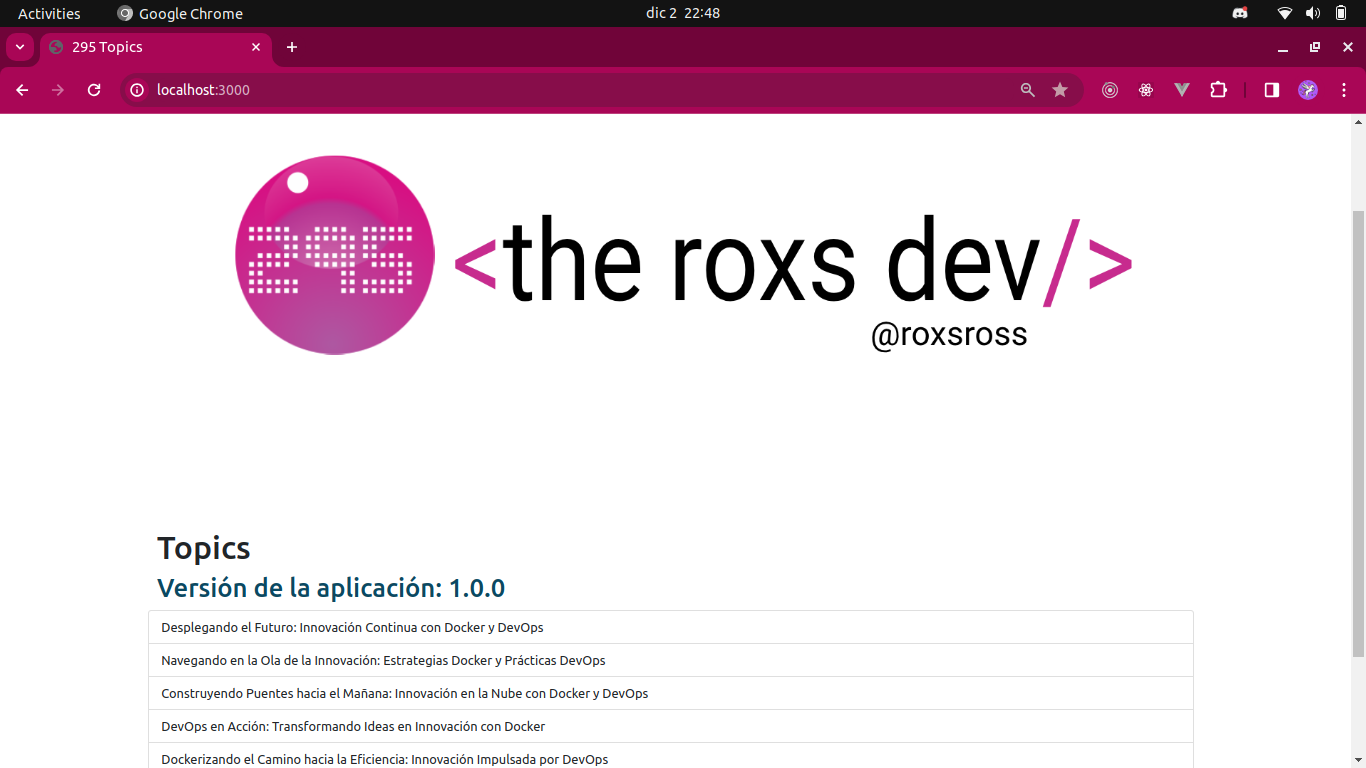 Activities
Google Chrome
dic 2 22:48
295 Topics
localhost:3000
295
<the roxs dev/>
@roxsross
Topics
Versión de la aplicación: 1.0.0
Desplegando el Futuro: Innovación Continua con Docker y DevOps
Navegando en la Ola de la Innovación: Estrategias Docker y Prácticas DevOps
Construyendo Puentes hacia el Mañana: Innovación en la Nube con Docker y DevOps
DevOps en Acción: Transformando Ideas en Innovación con Docker
Dockerizando el Camino hacia la Eficiencia: Innovación Impulsada por DevOps